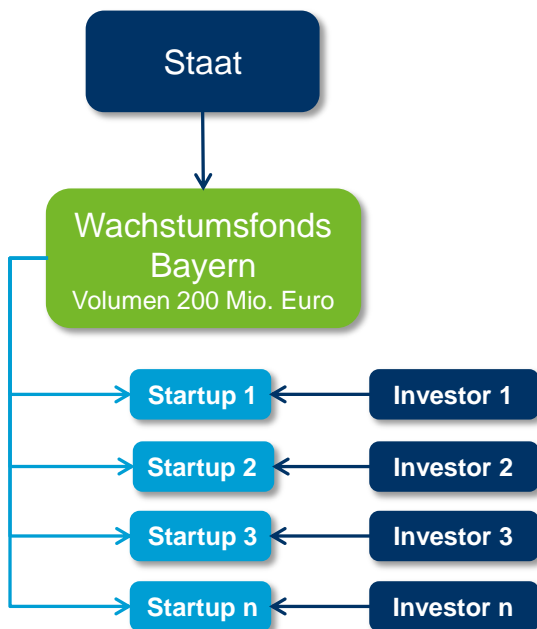 Staat
Wachstumsfonds
Bayern
Volumen 200 Mio. Euro
Startup 1
Investor 1
Startup 2
Investor 2
Startup 3
Investor 3
Startup n
Investor n